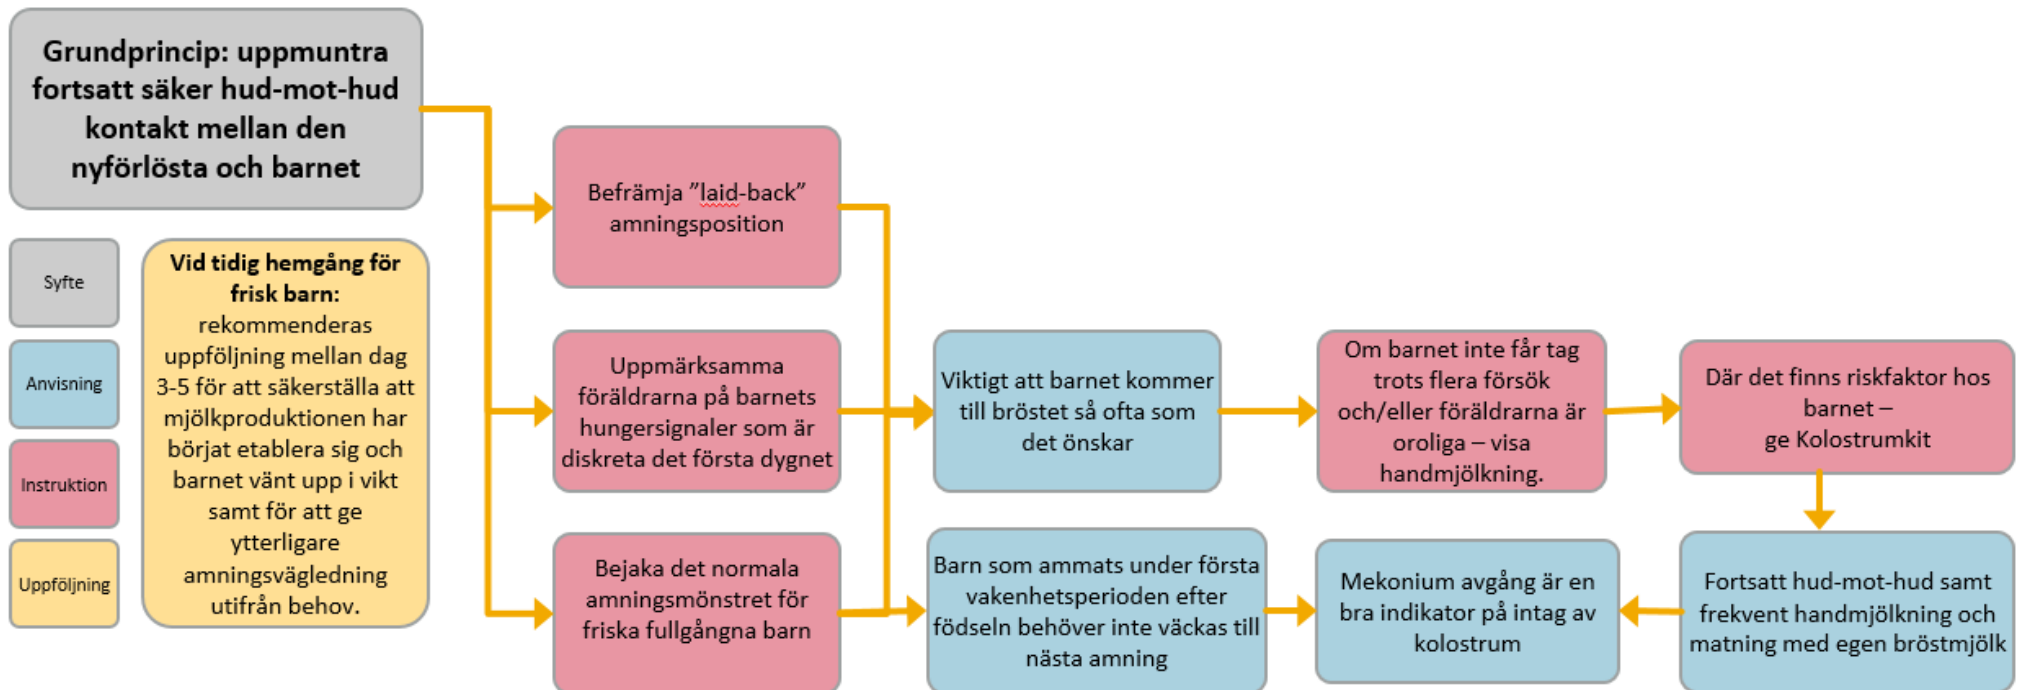 Grundprincip: uppmuntra
fortsatt säker hud-mot-hud
kontakt mellan den
nyförlösta och barnet
Syfte
Anvisning
Instruktion
Uppföljning
Vid tidig hemgång för
frisk barn:
rekommenderas
uppföljning mellan dag
3-5 för att säkerställa att
mjölkproduktionen har
börjat etablera sig och
barnet vänt upp i vikt
samt för att ge
ytterligare
amningsvägledning
utifrån behov.
Befrämja ”laid-back”
amningsposition
Uppmärksamma
föräldrarna på barnets
hungersignaler som är
diskreta det första dygnet
Bejaka det normala
amningsmönstret för
friska fullgångna barn
Viktigt att barnet kommer
till bröstet så ofta som
det önskar
Om barnet inte får tag
trots flera försök
och/eller föräldrarna är
oroliga – visa
handmjölkning.
Där det finns riskfaktor hos
barnet –
ge Kolostrumkit
Barn som ammats under första
vakenhetsperioden efter
födseln behöver inte väckas till
nästa amning
Mekonium avgång är en
bra indikator på intag av
kolostrum
Fortsatt hud-mot-hud samt
frekvent handmjölkning och
matning med egen bröstmjölk